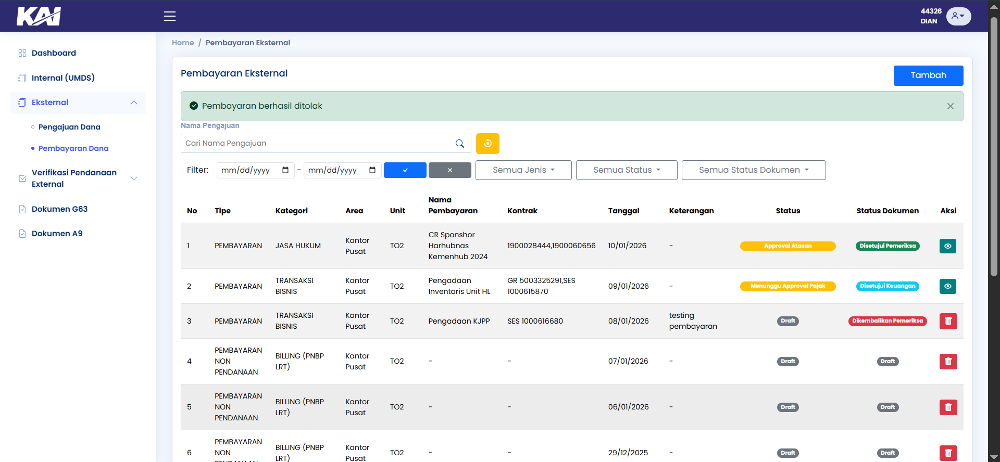 KAI
44326
DIAN
Dashboard
Internal (UMDS)
Eksternal
Pengajuan Dana
Pembayaran Dana
Verifikasi Pendanaan
External
Dokumen G63
Dokumen A9
Home / Pembayaran Eksternal
Pembayaran Eksternal
Tambah
Pembayaran berhasil ditolak
Nama Pengajuan
Cari Nama Pengajuan
Filter: mm/dd/yyyy - mm/dd/yyyy Semua Jenis Semua Status Semua Status Dokumen
No Tipe Kategori Area Unit Nama Pembayaran Kontrak Tanggal Keterangan Status Status Dokumen Aksi
1 PEMBAYARAN JASA HUKUM Kantor Pusat TO2 CR Sponshor Harhubnas Kemenhub 2024 1900028444,1900060656 10/01/2026 - Approval Atasan Disetujui Pemeriksa
2 PEMBAYARAN TRANSAKSI BISNIS Kantor Pusat TO2 Pengadaan Inventaris Unit HL GR 5003325291,SES 1000615870 09/01/2026 - Menunggu Approval Pajak Disetujui Keuangan
3 PEMBAYARAN TRANSAKSI BISNIS Kantor Pusat TO2 Pengadaan KJPP SES 1000616680 08/01/2026 testing pembayaran Draft Dikembalikan Pemeriksa
4 PEMBAYARAN NON PENDANAAN BILLING (PNBP LRT) Kantor Pusat TO2 - - 07/01/2026 - Draft Draft
5 PEMBAYARAN NON PENDANAAN BILLING (PNBP LRT) Kantor Pusat TO2 - - 06/01/2026 - Draft Draft
6 PEMBAYARAN NON BILLING (PNBP LRT) Kantor Pusat TO2 - - 29/12/2025 - Draft Draft